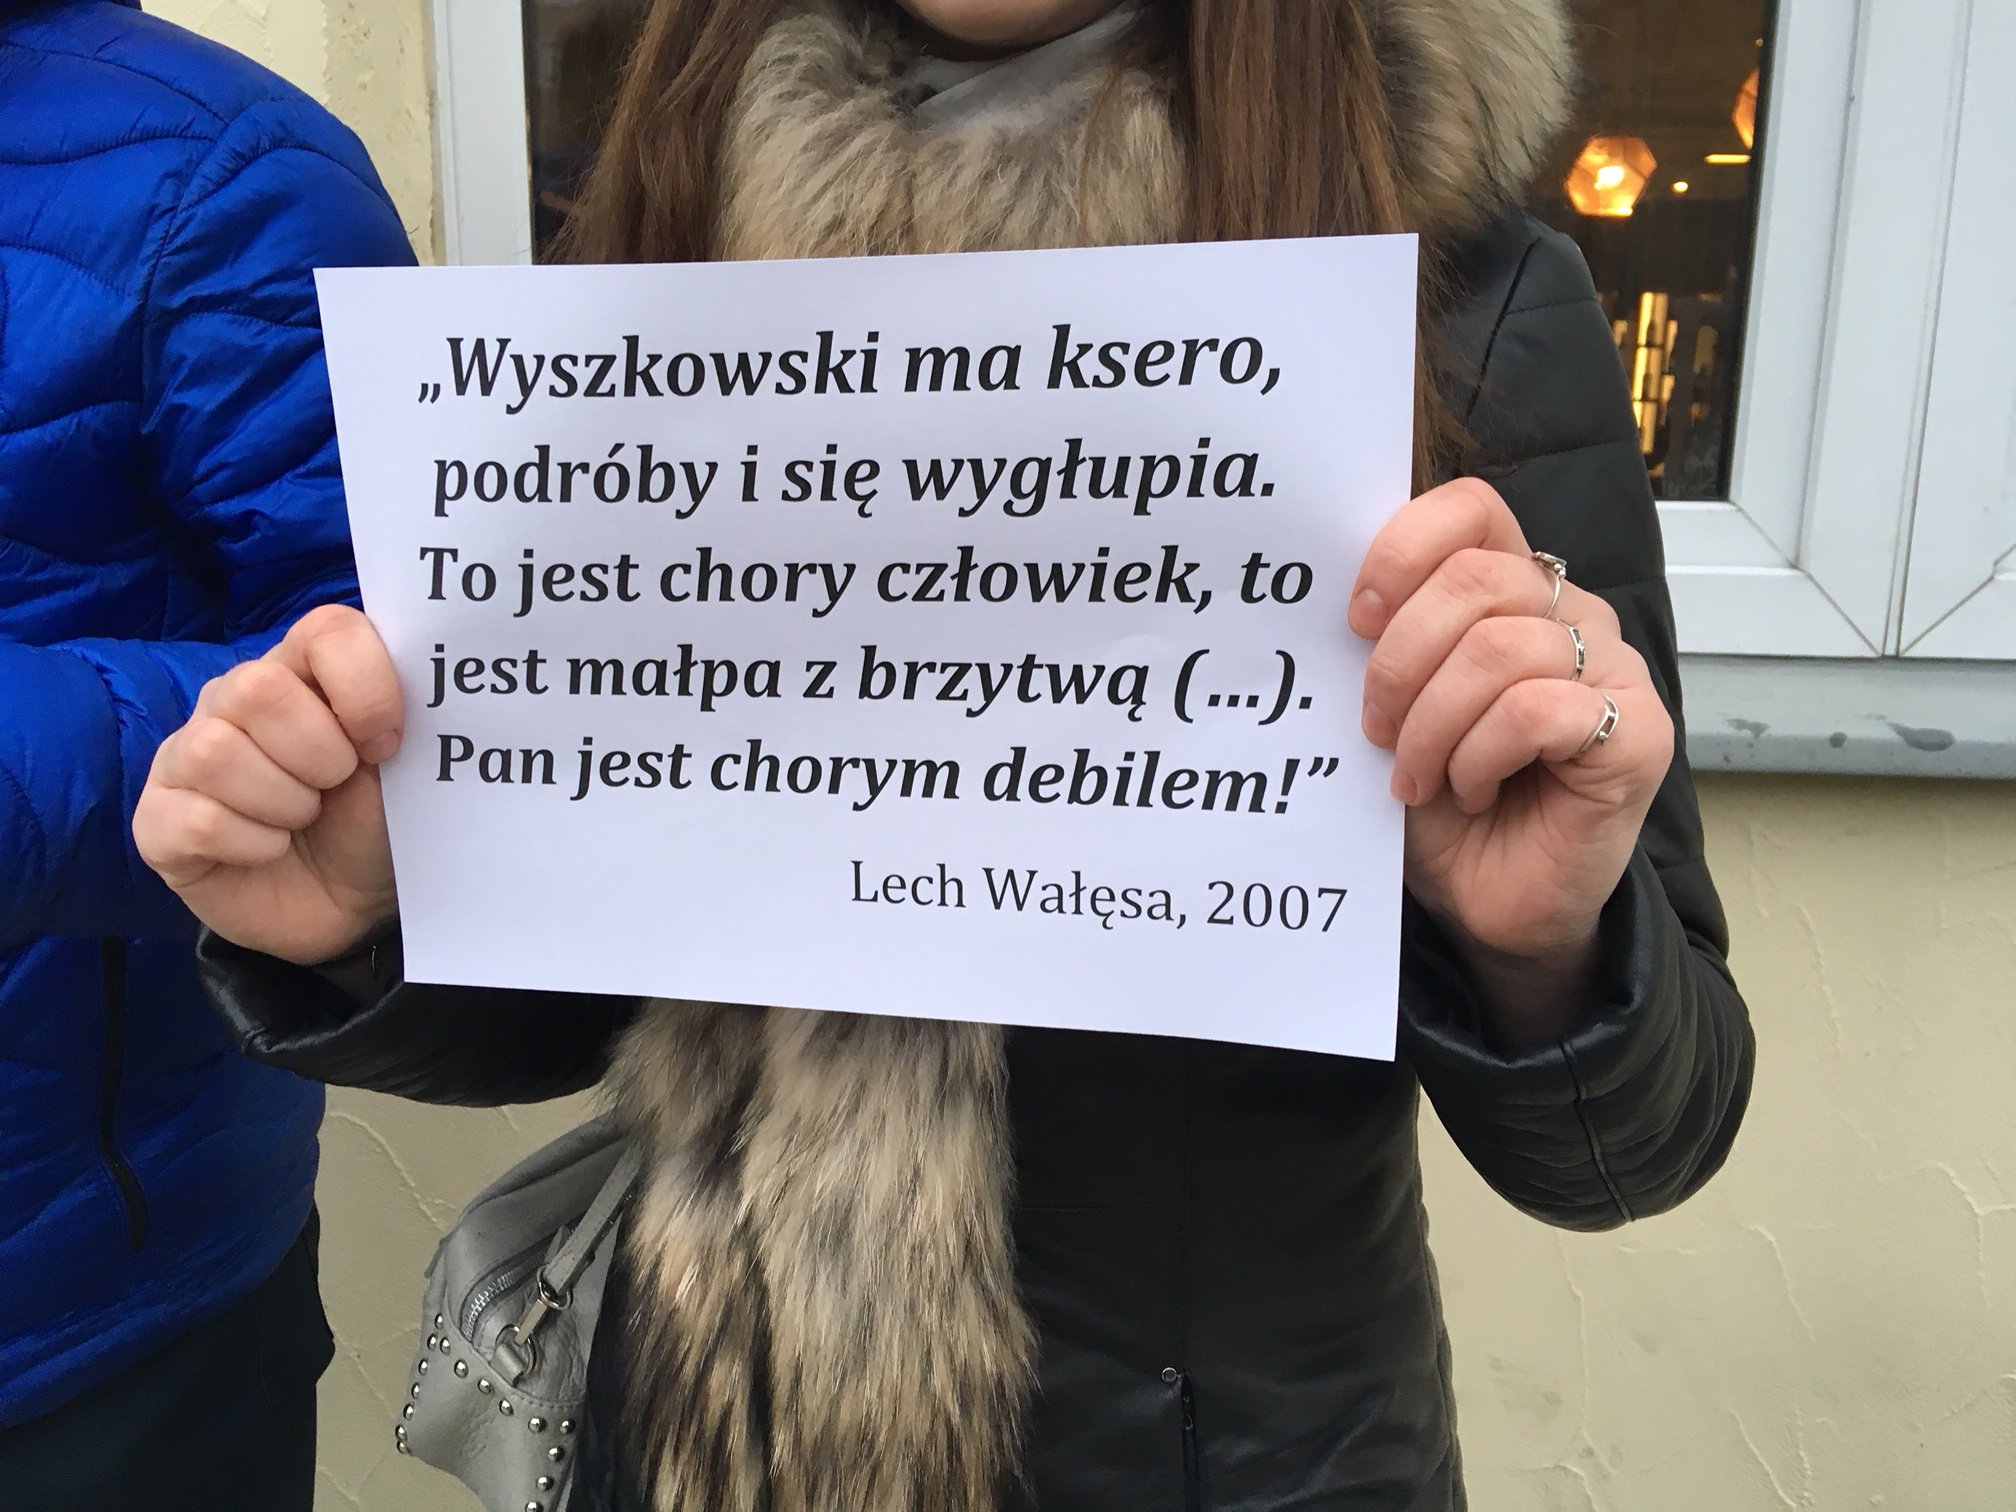 „Wyszkowski ma ksero,
podróby i się wygłupia.
To jest chory człowiek, to
jest małpa z brzytwą (...).
Pan jest chorym debilem!”
Lech Wałęsa, 2007